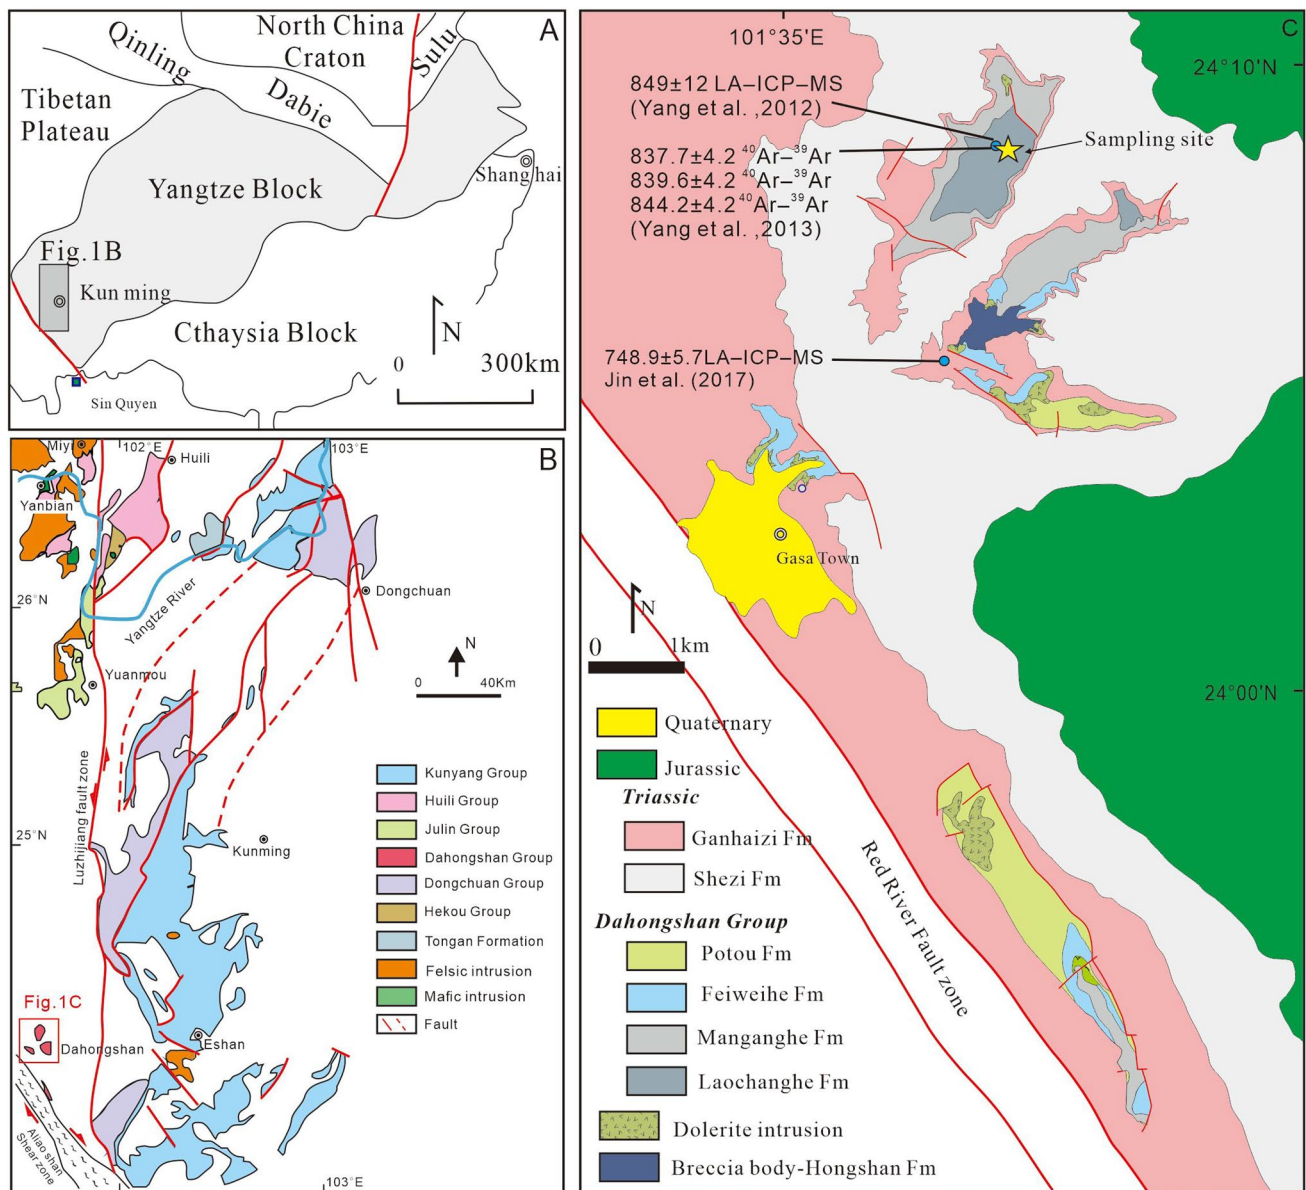 A
North China
Craton
Qinling
Dabie
Sulu
Tibetan
Plateau
Yangtze Block
Shanghai
Fig.1B
Kun ming
Cthaysia Block
N
0
300km
Sin Quyen
B
Miyi
102°E
103°E
Huili
Yanbian
26°N
Yangtze River
Dongchuan
Yuanmou
N
0
40Km
Luzhijiang fault zone
25°N
Kunming
Kunyang Group
Huili Group
Julin Group
Dahongshan Group
Dongchuan Group
Hekou Group
Tongan Formation
Felsic intrusion
Mafic intrusion
Fault
Fig.1C
Dahongshan
Eshan
Ailao shan
Shear zone
103°E
C
101°35'E
24°10'N
849±12 LA–ICP–MS
(Yang et al. ,2012)
Sampling site
837.7±4.2 ⁴⁰Ar–³⁹Ar
839.6±4.2 ⁴⁰Ar–³⁹Ar
844.2±4.2⁴⁰Ar–³⁹Ar
(Yang et al. ,2013)
748.9±5.7LA–ICP–MS
Jin et al. (2017)
Gasa Town
N
0
1km
24°00'N
Quaternary
Jurassic
Triassic
Ganhaizi Fm
Shezi Fm
Dahongshan Group
Potou Fm
Feiweihe Fm
Manganghe Fm
Laochanghe Fm
Dolerite intrusion
Breccia body-Hongshan Fm
Red River Fault zone